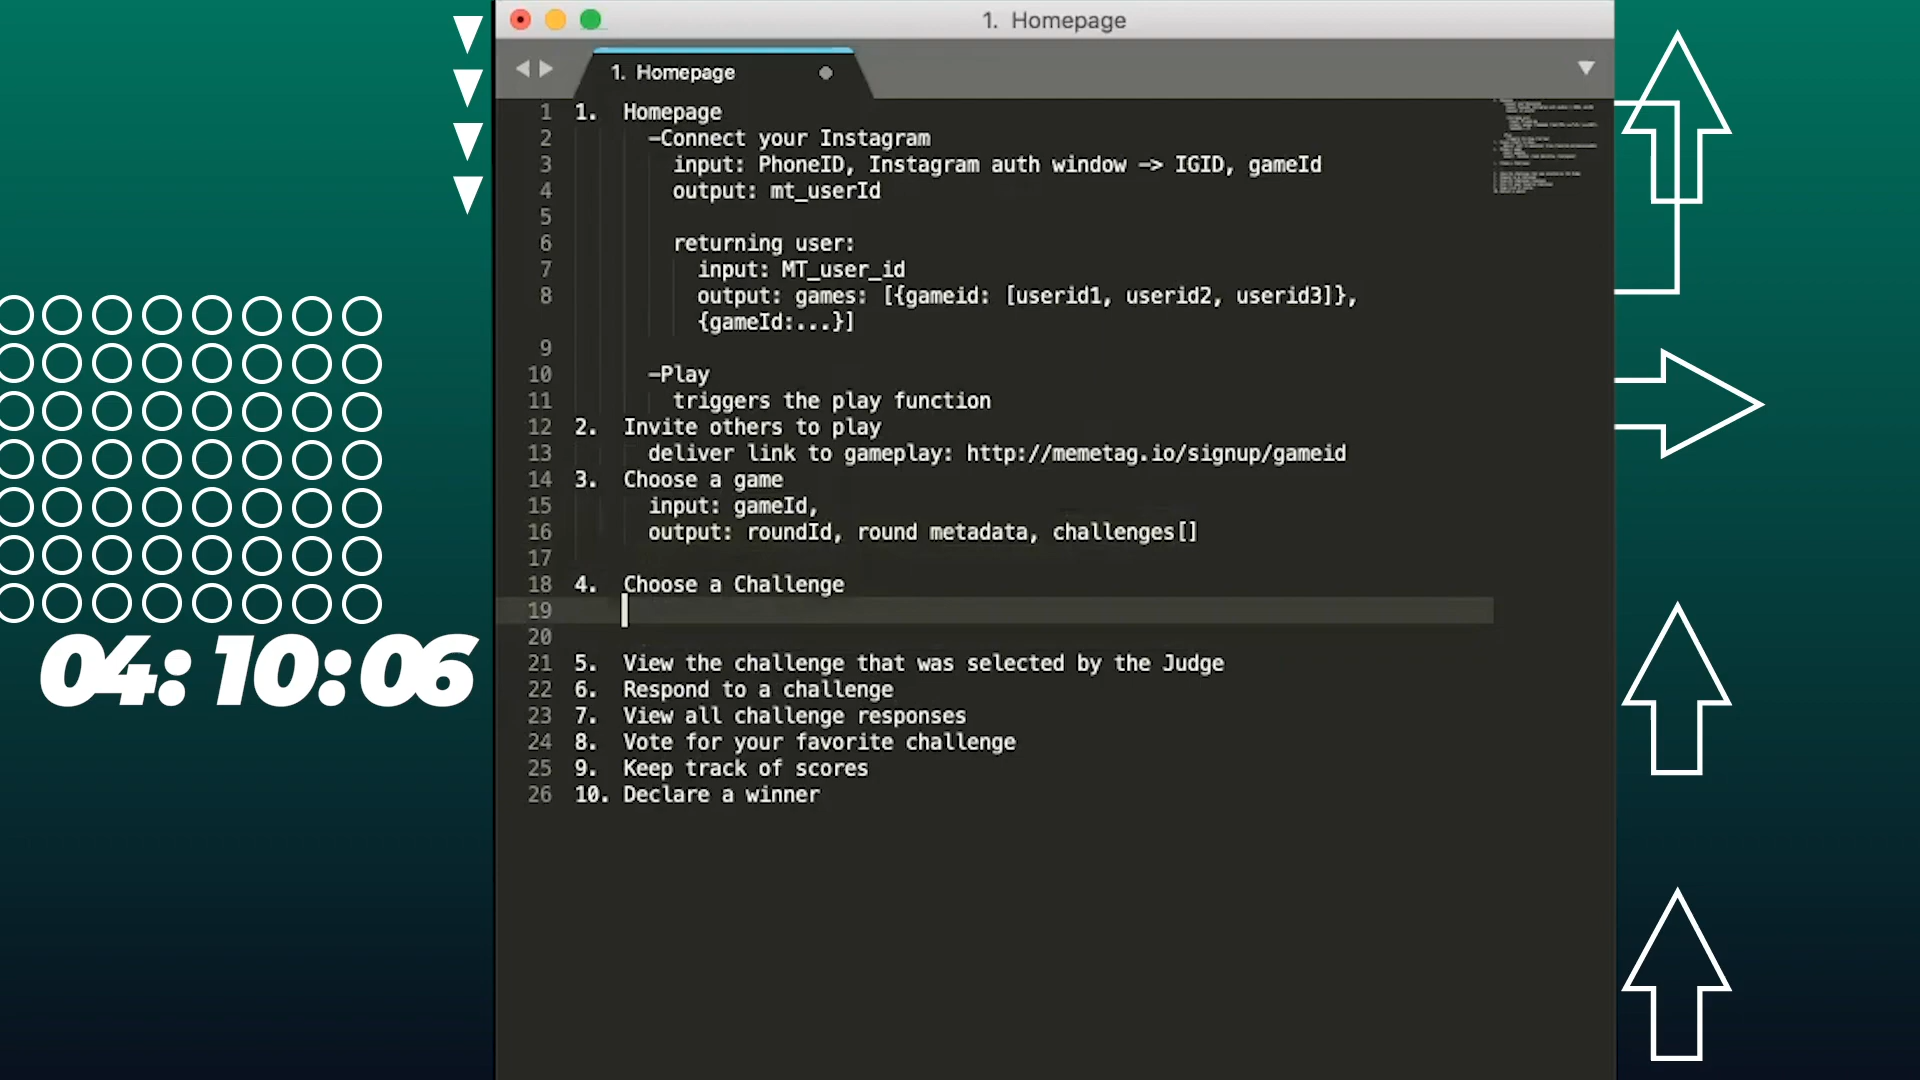 1. Homepage
1. Homepage
1 1. Homepage
2 -Connect your Instagram
3 input: PhoneID, Instagram auth window -> IGID, gameId
4 output: mt_userId
5
6 returning user:
7 input: MT_user_id
8 output: games: [{gameid: [userid1, userid2, userid3]},
{gameId:...}]
9
10 -Play
11 triggers the play function
12 2. Invite others to play
13 deliver link to gameplay: http://memetag.io/signup/gameid
14 3. Choose a game
15 input: gameId,
16 output: roundId, round metadata, challenges[]
17
18 4. Choose a Challenge
19
20
21 5. View the challenge that was selected by the Judge
22 6. Respond to a challenge
23 7. View all challenge responses
24 8. Vote for your favorite challenge
25 9. Keep track of scores
26 10. Declare a winner
04: 10:06